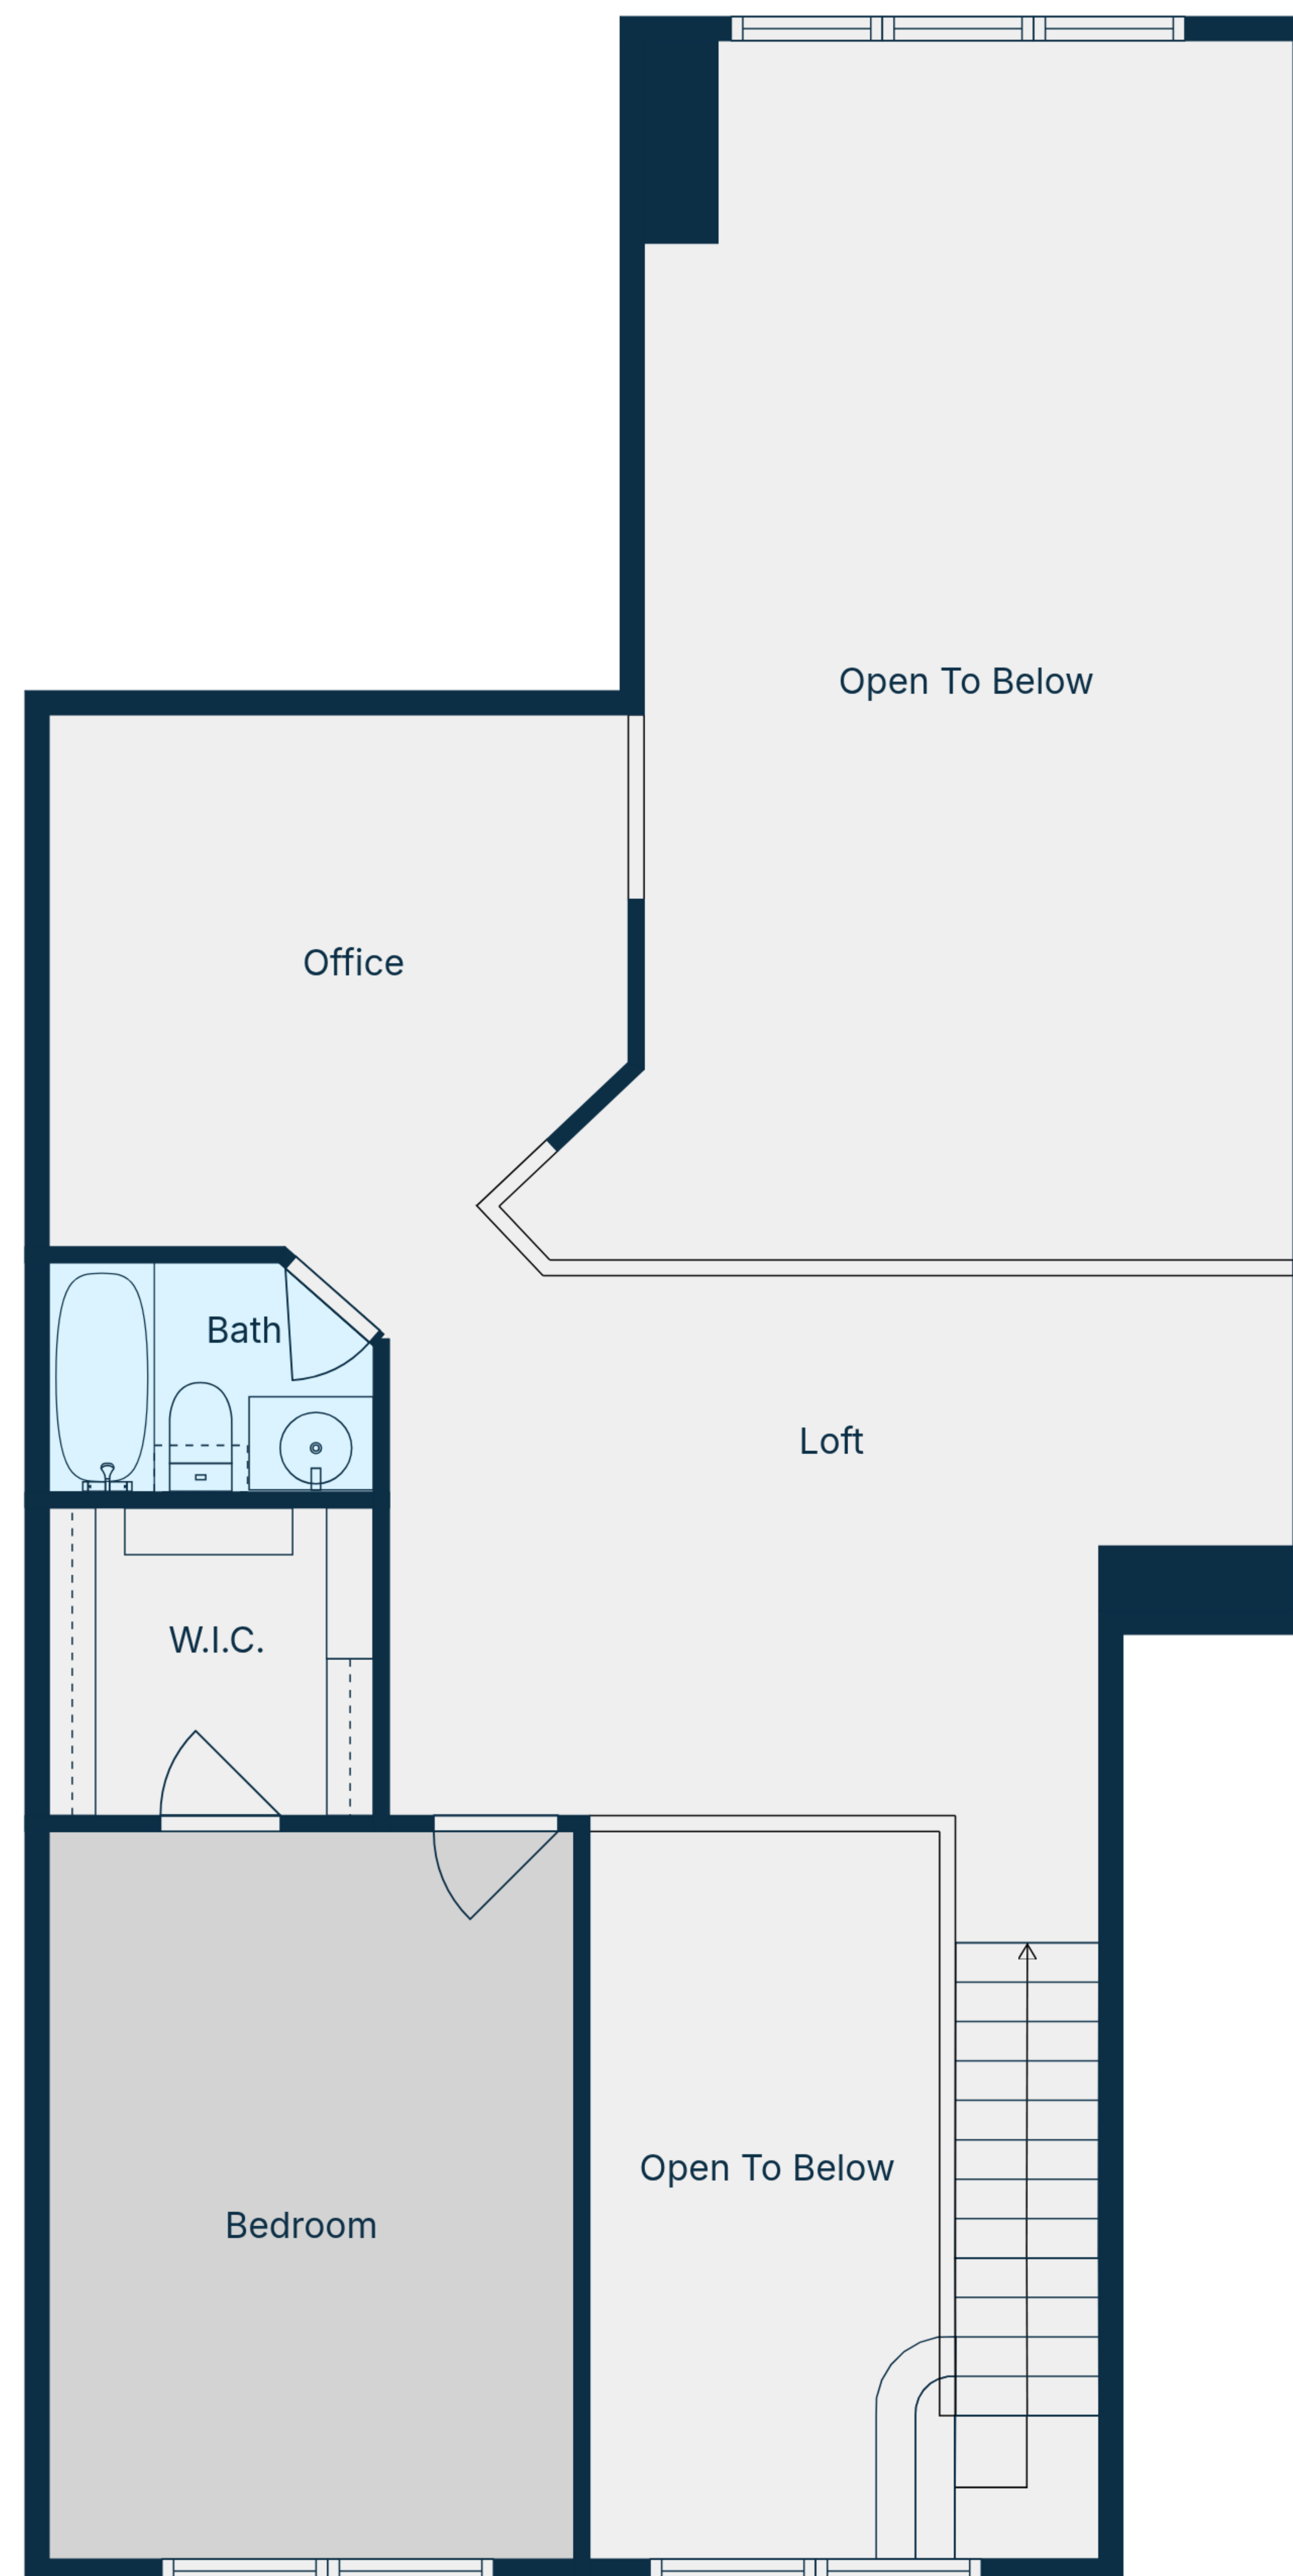 Open To Below
Office
Bath
Loft
W.I.C.
Open To Below
Bedroom